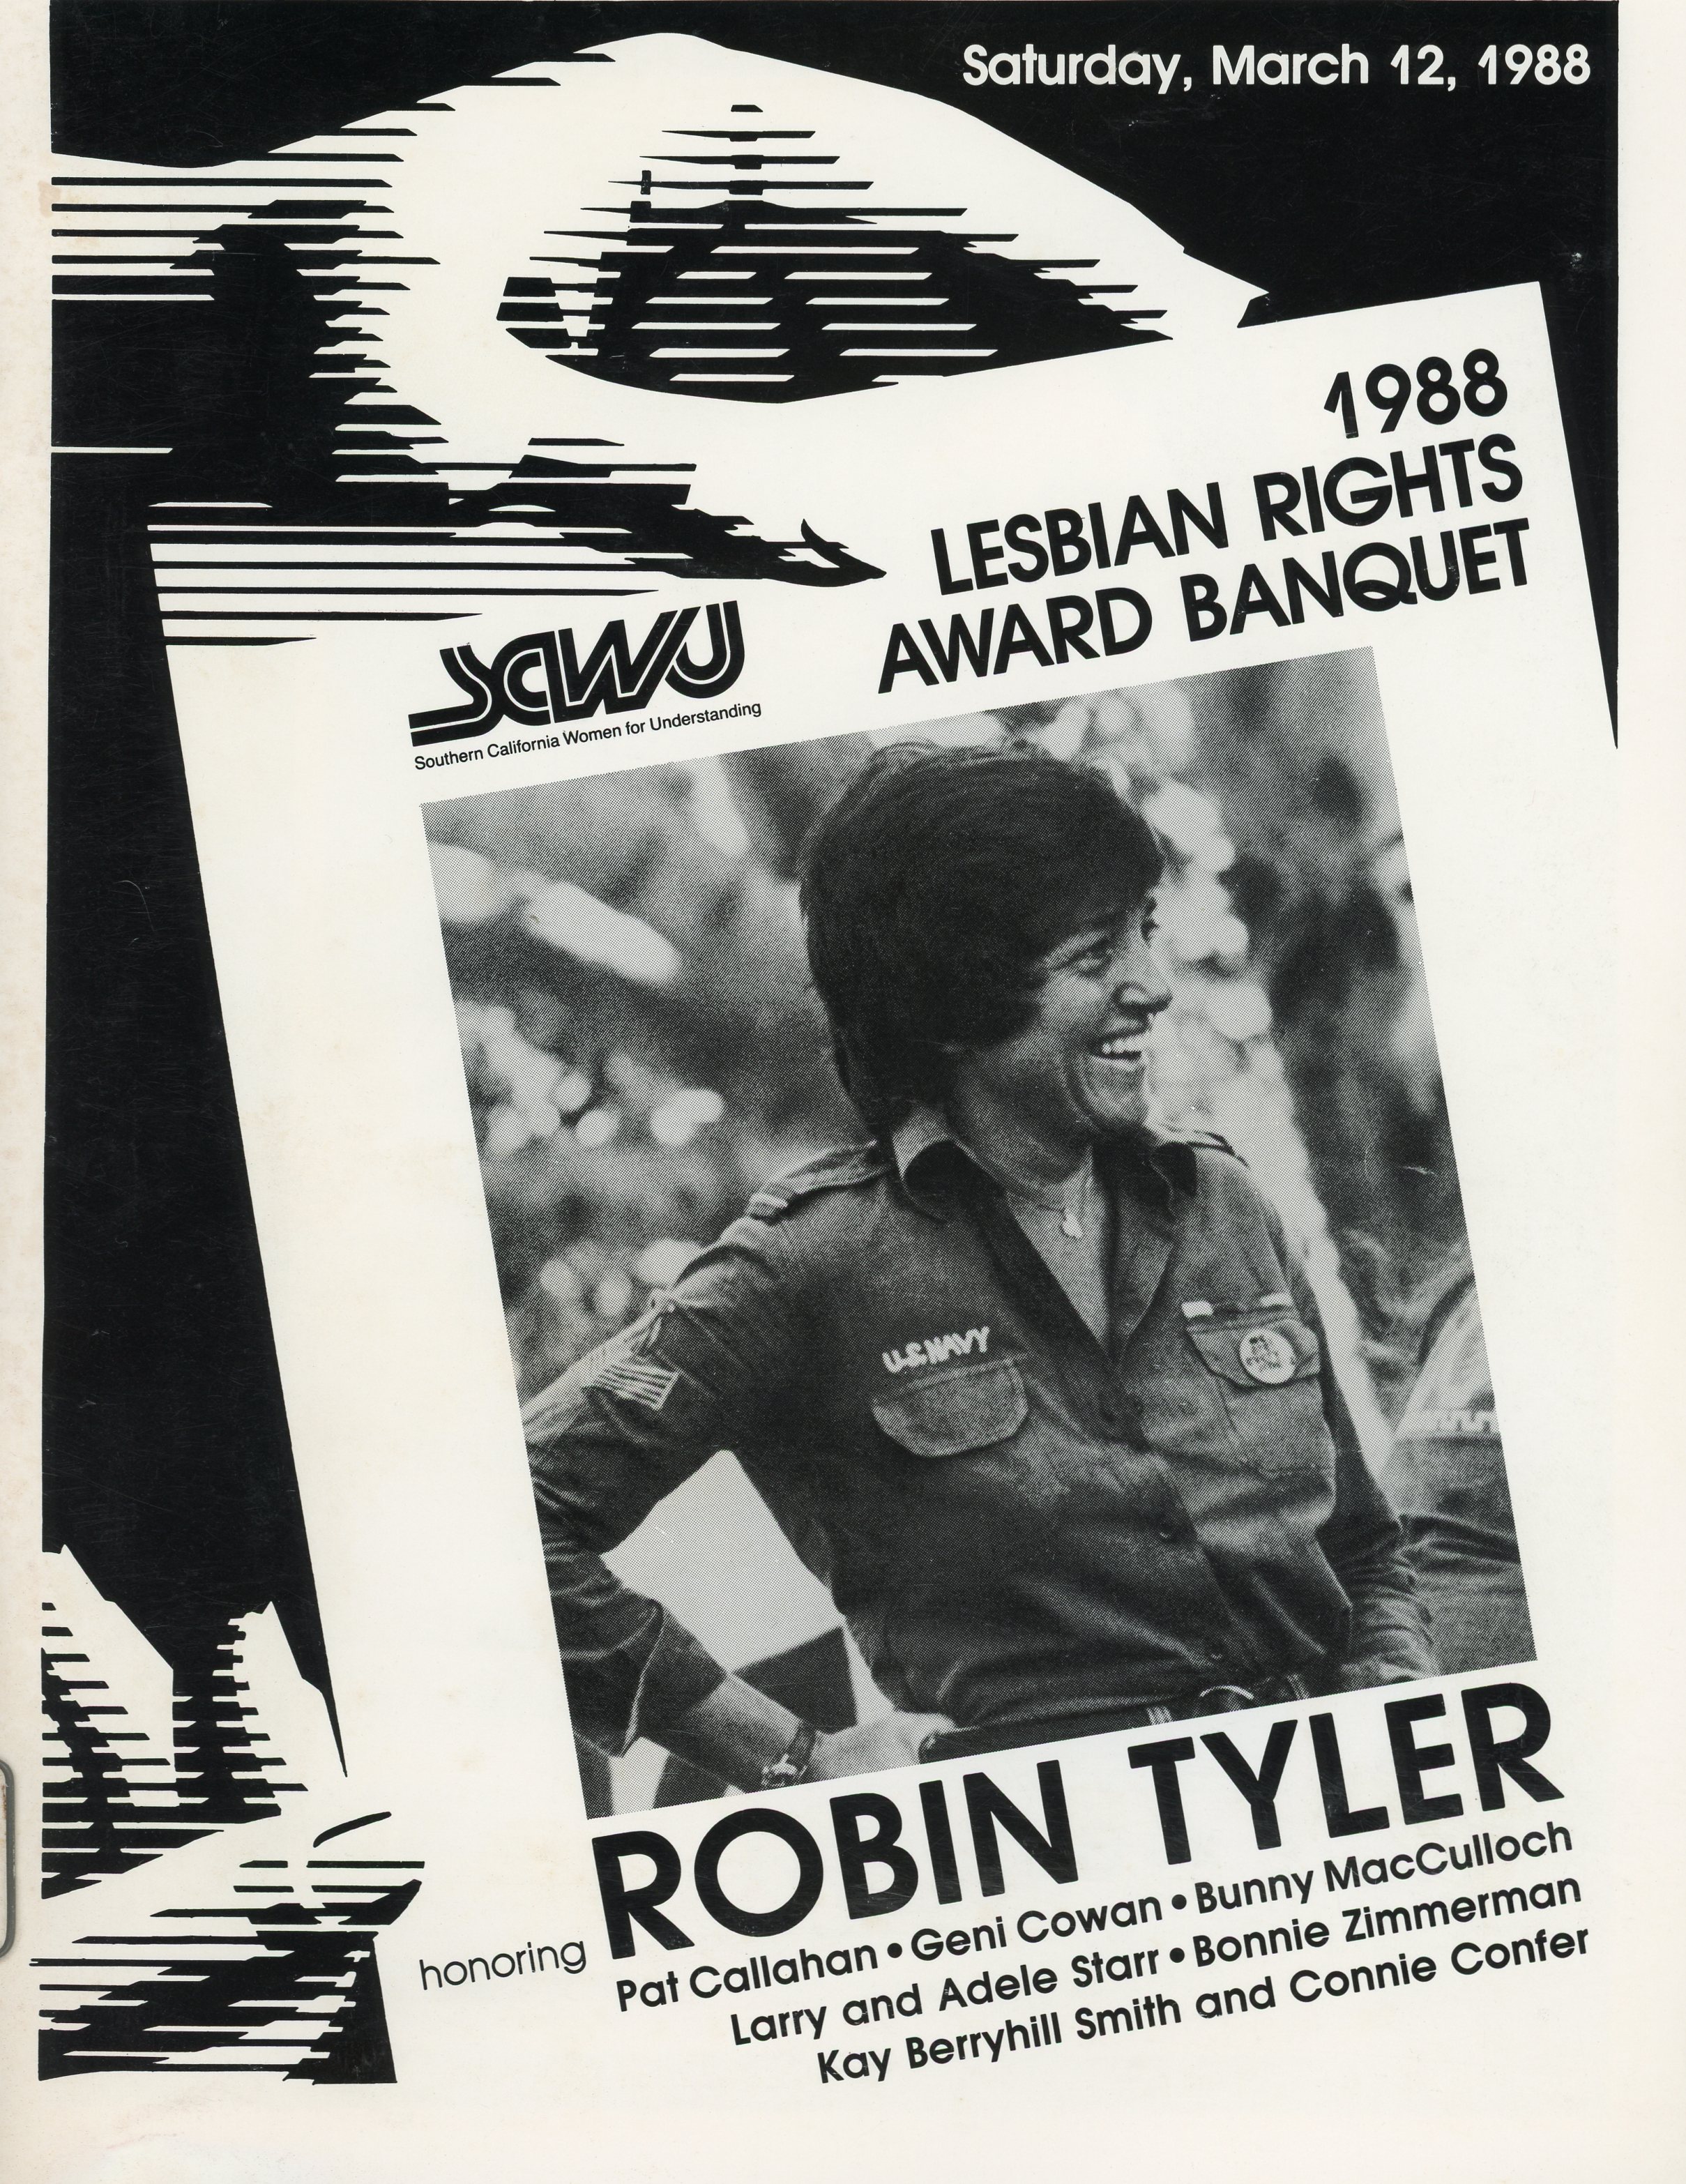 Saturday, March 12, 1988
1988
LESBIAN RIGHTS
AWARD BANQUET
SCWU
Southern California Women for Understanding
U.S. NAVY
honoring ROBIN TYLER
Pat Callahan • Geni Cowan • Bunny MacCulloch
Larry and Adele Starr • Bonnie Zimmerman
Kay Berryhill Smith and Connie Confer